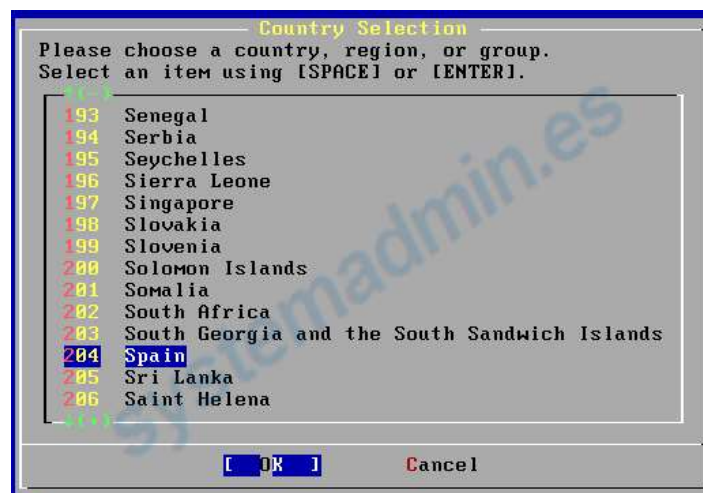 Country Selection
Please choose a country, region, or group.
Select an item using [SPACE] or [ENTER].
↑(-)
193 Senegal
194 Serbia
195 Seychelles
196 Sierra Leone
197 Singapore
198 Slovakia
199 Slovenia
200 Solomon Islands
201 Somalia
202 South Africa
203 South Georgia and the South Sandwich Islands
204 Spain
205 Sri Lanka
206 Saint Helena
↓(+)
[ OK ] Cancel
systemadmin.es